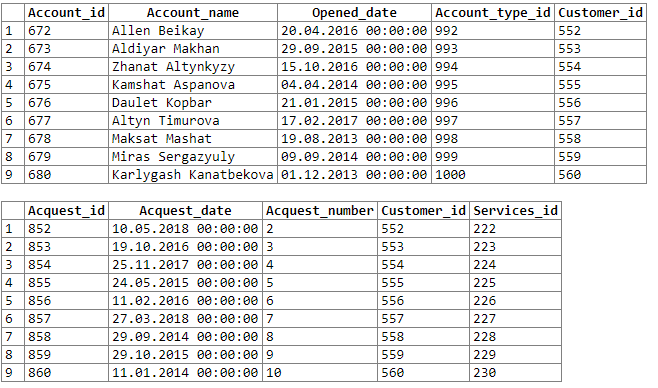 Account_id Account_name Opened_date Account_type_id Customer_id
1 672 Allen Beikay 20.04.2016 00:00:00 992 552
2 673 Aldiyar Makhan 29.09.2015 00:00:00 993 553
3 674 Zhanat Altynkyzy 15.10.2016 00:00:00 994 554
4 675 Kamshat Aspanova 04.04.2014 00:00:00 995 555
5 676 Daulet Kopbar 21.01.2015 00:00:00 996 556
6 677 Altyn Timurova 17.02.2017 00:00:00 997 557
7 678 Maksat Mashat 19.08.2013 00:00:00 998 558
8 679 Miras Sergazyuly 09.09.2014 00:00:00 999 559
9 680 Karlygash Kanatbekova 01.12.2013 00:00:00 1000 560
Acquest_id Acquest_date Acquest_number Customer_id Services_id
1 852 10.05.2018 00:00:00 2 552 222
2 853 19.10.2016 00:00:00 3 553 223
3 854 25.11.2017 00:00:00 4 554 224
4 855 24.05.2015 00:00:00 5 555 225
5 856 11.02.2016 00:00:00 6 556 226
6 857 27.03.2018 00:00:00 7 557 227
7 858 29.09.2014 00:00:00 8 558 228
8 859 29.10.2015 00:00:00 9 559 229
9 860 11.01.2014 00:00:00 10 560 230